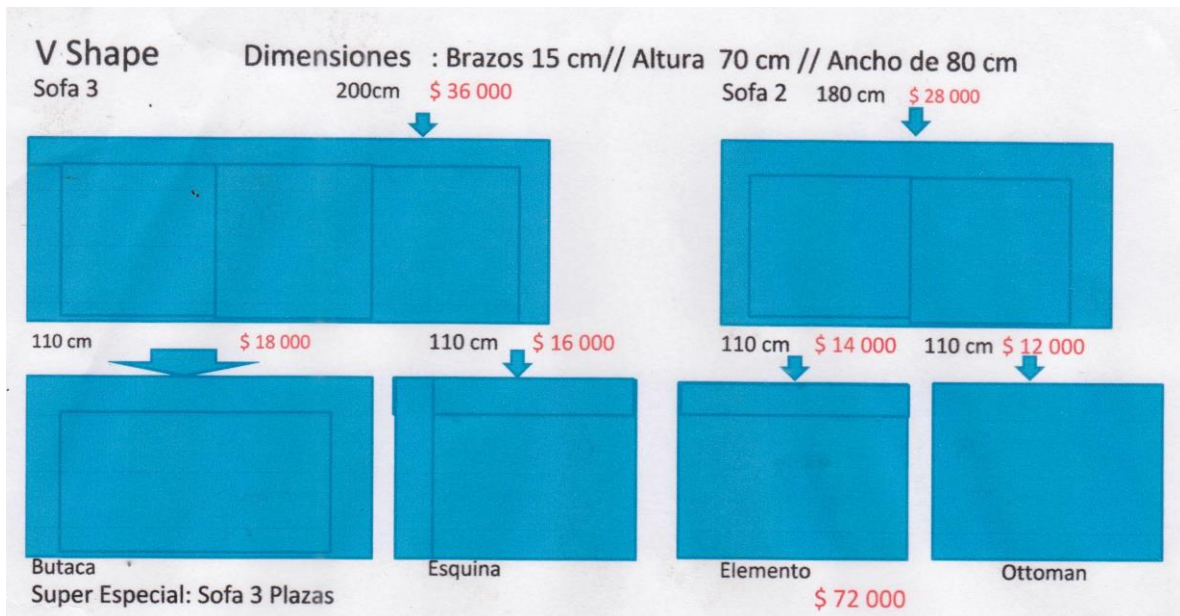 V Shape Dimensiones : Brazos 15 cm// Altura 70 cm // Ancho de 80 cm
Sofa 3 200cm $ 36 000 Sofa 2 180 cm $ 28 000
110 cm $ 18 000 110 cm $ 16 000 110 cm $ 14 000 110 cm $ 12 000
Butaca Esquina Elemento Ottoman
Super Especial: Sofa 3 Plazas $ 72 000